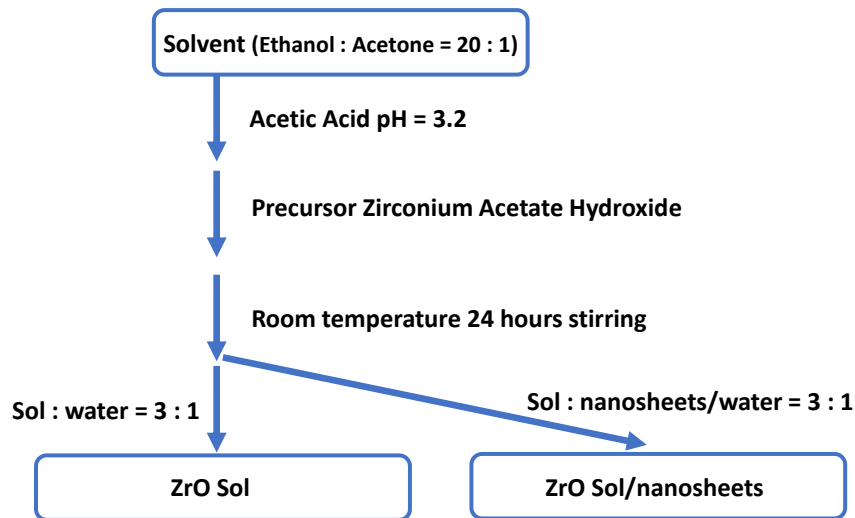 Solvent (Ethanol : Acetone = 20 : 1)
Acetic Acid pH = 3.2
Precursor Zirconium Acetate Hydroxide
Room temperature 24 hours stirring
Sol : water = 3 : 1
Sol : nanosheets/water = 3 : 1
ZrO Sol
ZrO Sol/nanosheets